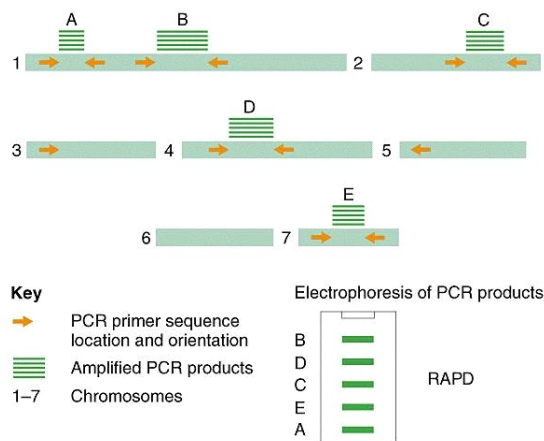 A B C
1 2
D
3 4 5
E
6 7
Key
PCR primer sequence
location and orientation
Amplified PCR products
1–7 Chromosomes
Electrophoresis of PCR products
B
D
C
E
A
RAPD